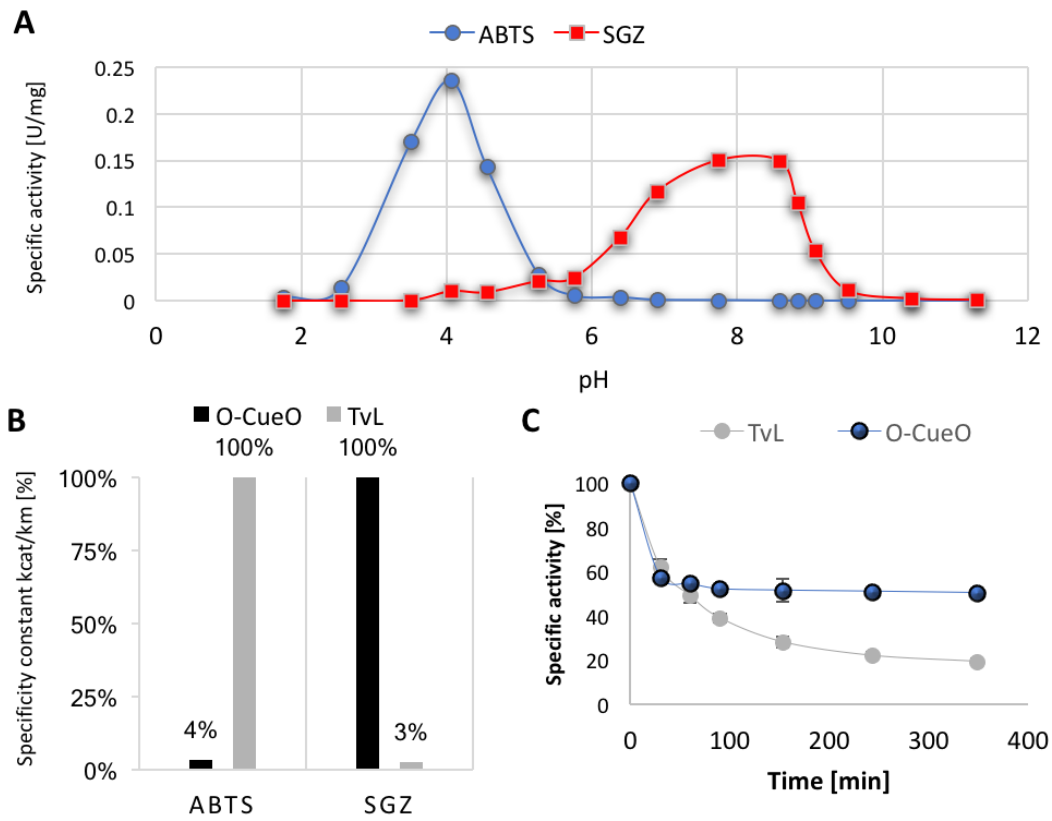 A
ABTS SGZ
Specific activity [U/mg]
0.25
0.2
0.15
0.1
0.05
0
0 2 4 6 8 10 12
pH
B
O-CueO TvL
100% 100%
Specificity constant kcat/km [%]
100%
75%
50%
25%
0%
4% 3%
ABTS SGZ
C
TvL O-CueO
Specific activity [%]
100
80
60
40
20
0
0 100 200 300 400
Time [min]